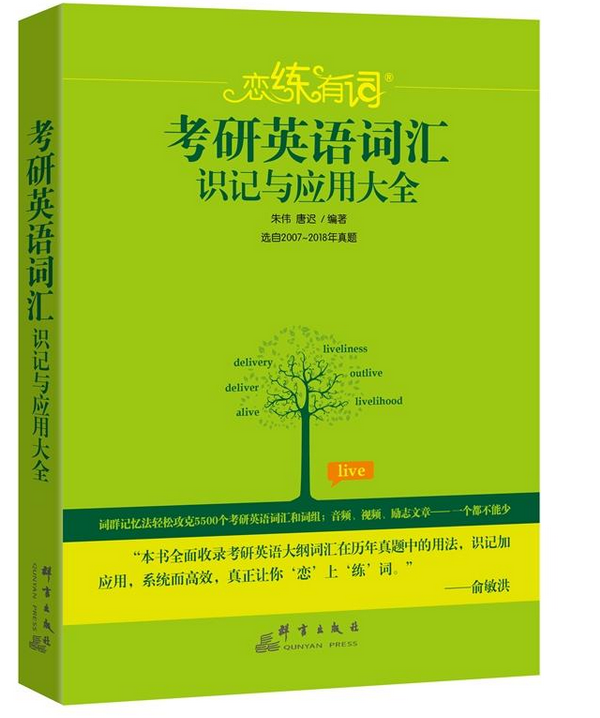 恋练有词®
考研英语词汇
识记与应用大全
朱伟 唐迟 / 编著
选自2007~2018年真题
liveliness
delivery
outlive
deliver
livelihood
alive
live
词群记忆法轻松攻克5500个考研英语词汇和词组；音频、视频、励志文章——一个都不能少
“本书全面收录考研英语大纲词汇在历年真题中的用法，识记加
应用，系统而高效，真正让你‘恋’上‘练’词。”
——俞敏洪
群言出版社
QUNYAN PRESS
考研英语词汇
识记与应用大全
群言出版社
QUNYAN PRESS